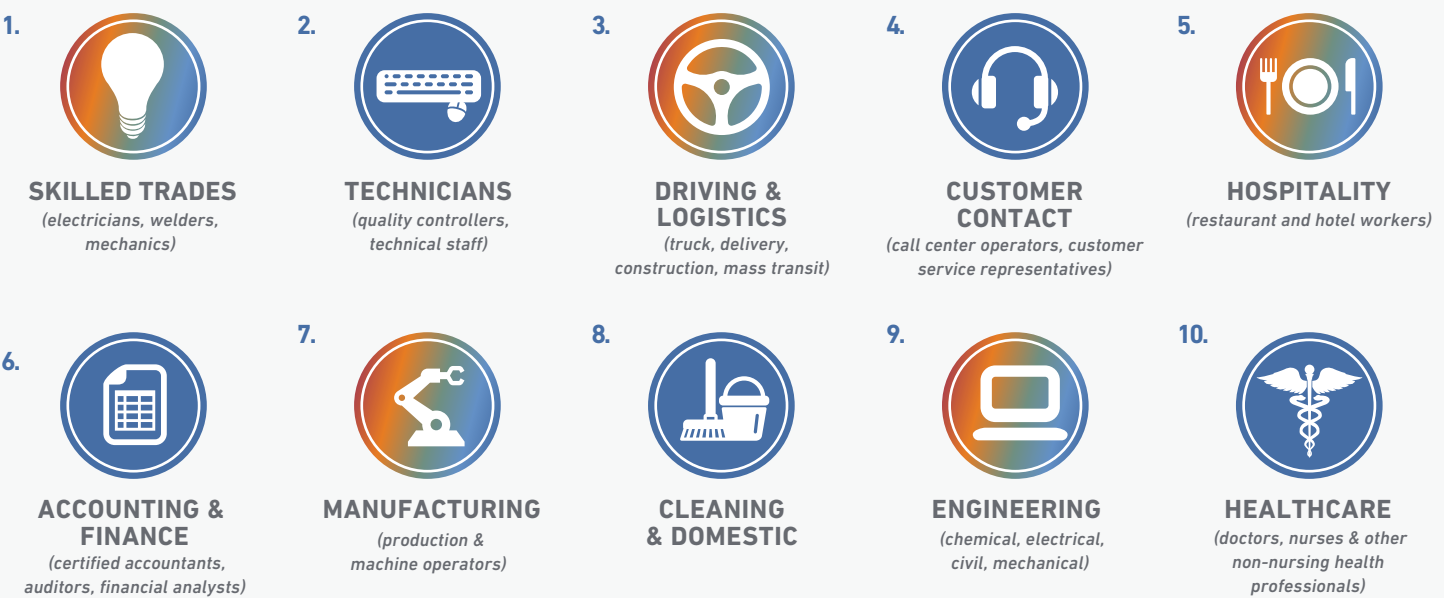 1.
SKILLED TRADES
(electricians, welders,
mechanics)
2.
TECHNICIANS
(quality controllers,
technical staff)
3.
DRIVING &
LOGISTICS
(truck, delivery,
construction, mass transit)
4.
CUSTOMER
CONTACT
(call center operators, customer
service representatives)
5.
HOSPITALITY
(restaurant and hotel workers)
6.
ACCOUNTING &
FINANCE
(certified accountants,
auditors, financial analysts)
7.
MANUFACTURING
(production &
machine operators)
8.
CLEANING
& DOMESTIC
9.
ENGINEERING
(chemical, electrical,
civil, mechanical)
10.
HEALTHCARE
(doctors, nurses & other
non-nursing health
professionals)